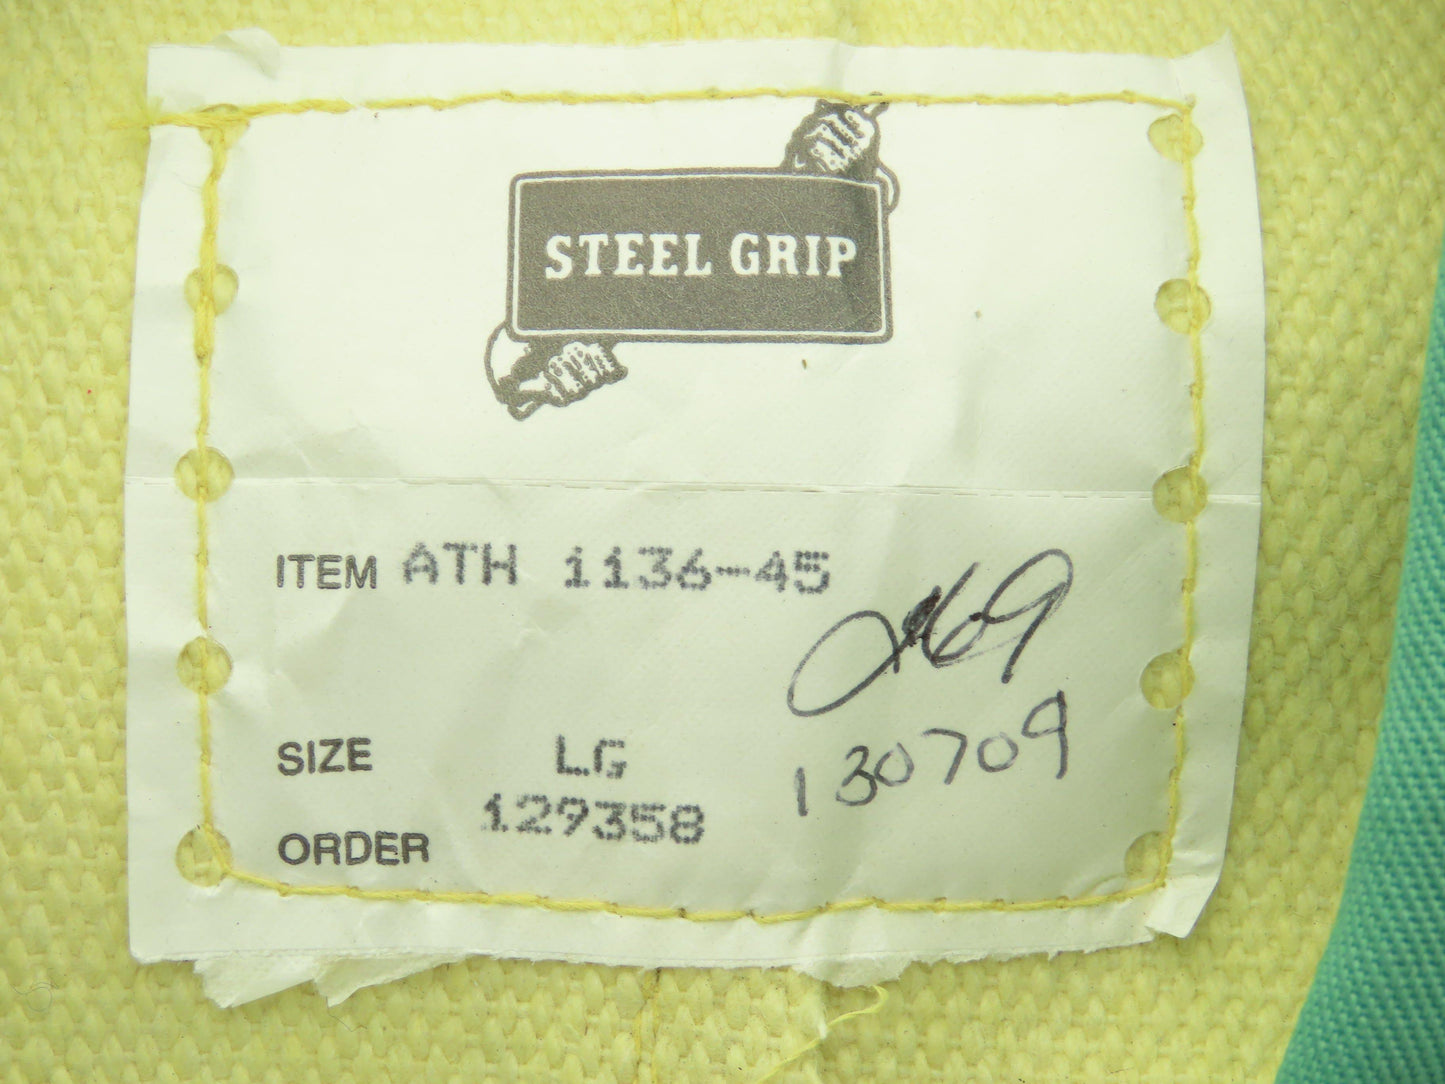 STEEL GRIP
ITEM ATH 1136-45
SIZE LG
130709
129358
ORDER